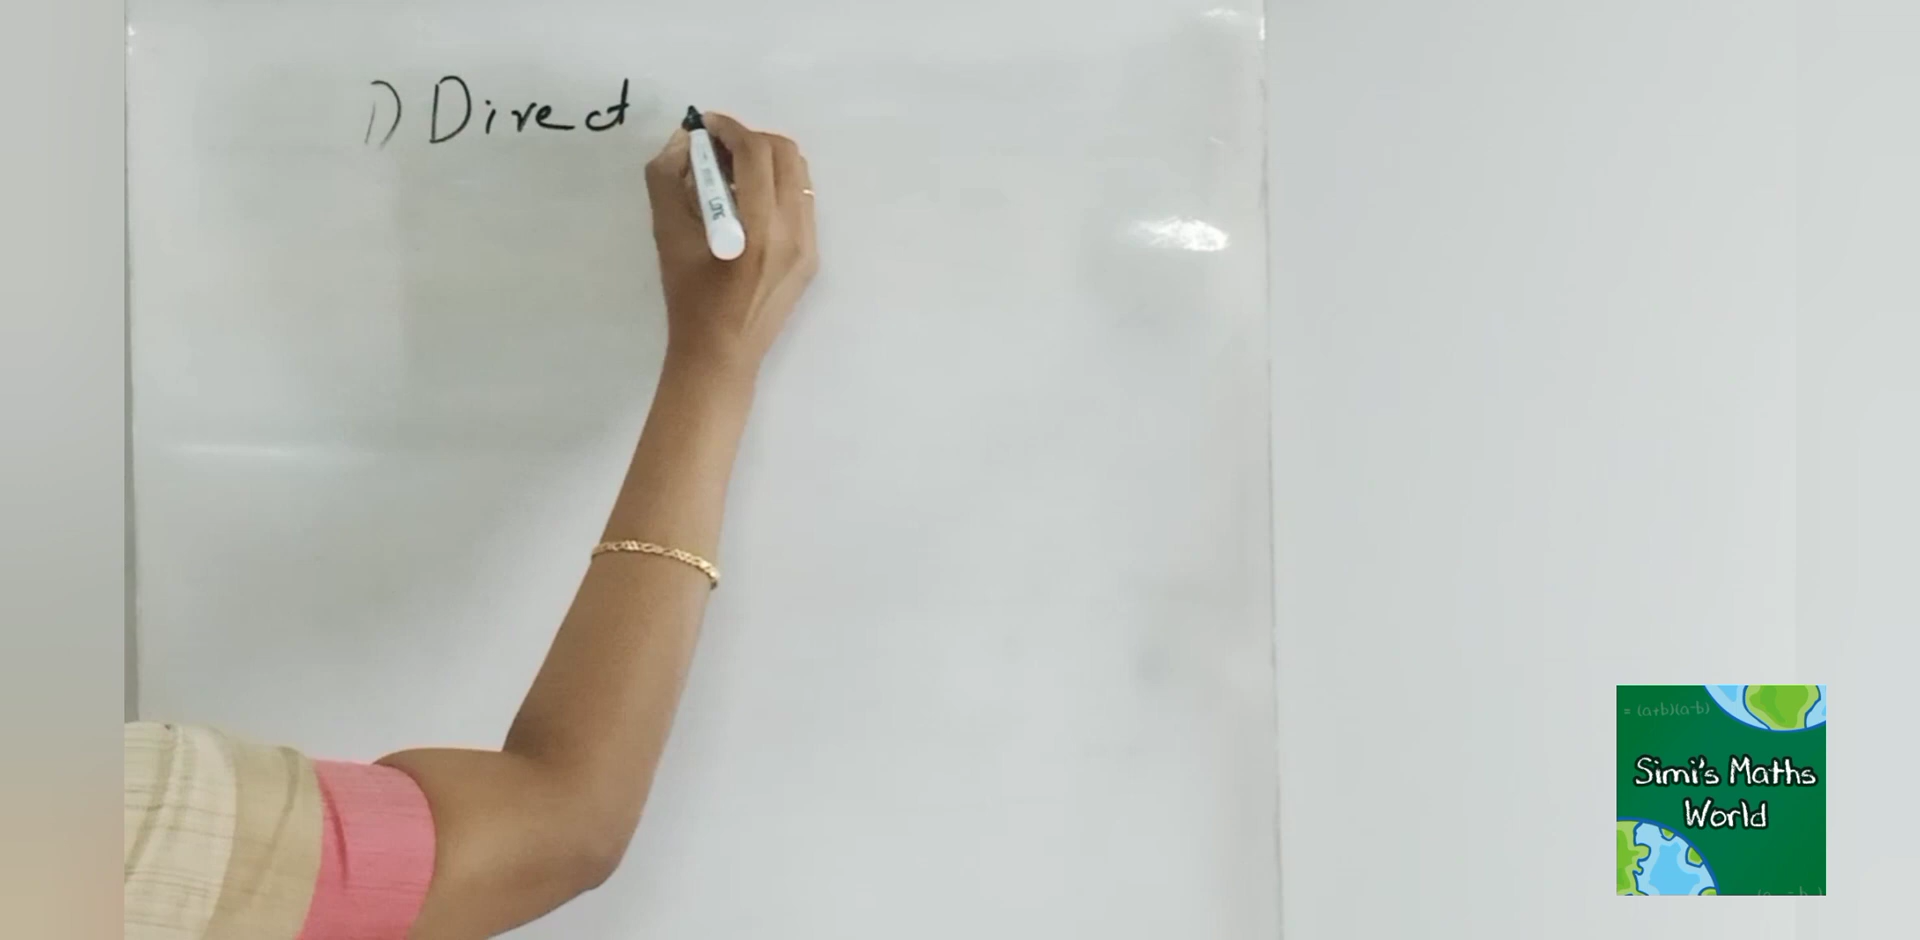 1) Direct
= (a+b)(a-b)
Simi's Maths
World